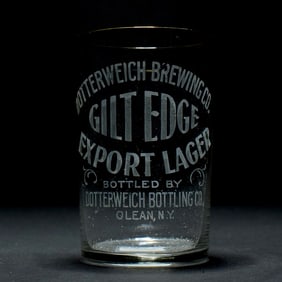 DOTTERWEICH BREWING CO.
GILT EDGE
EXPORT LAGER
BOTTLED BY
DOTTERWEICH BOTTLING CO.
OLEAN, N.Y.